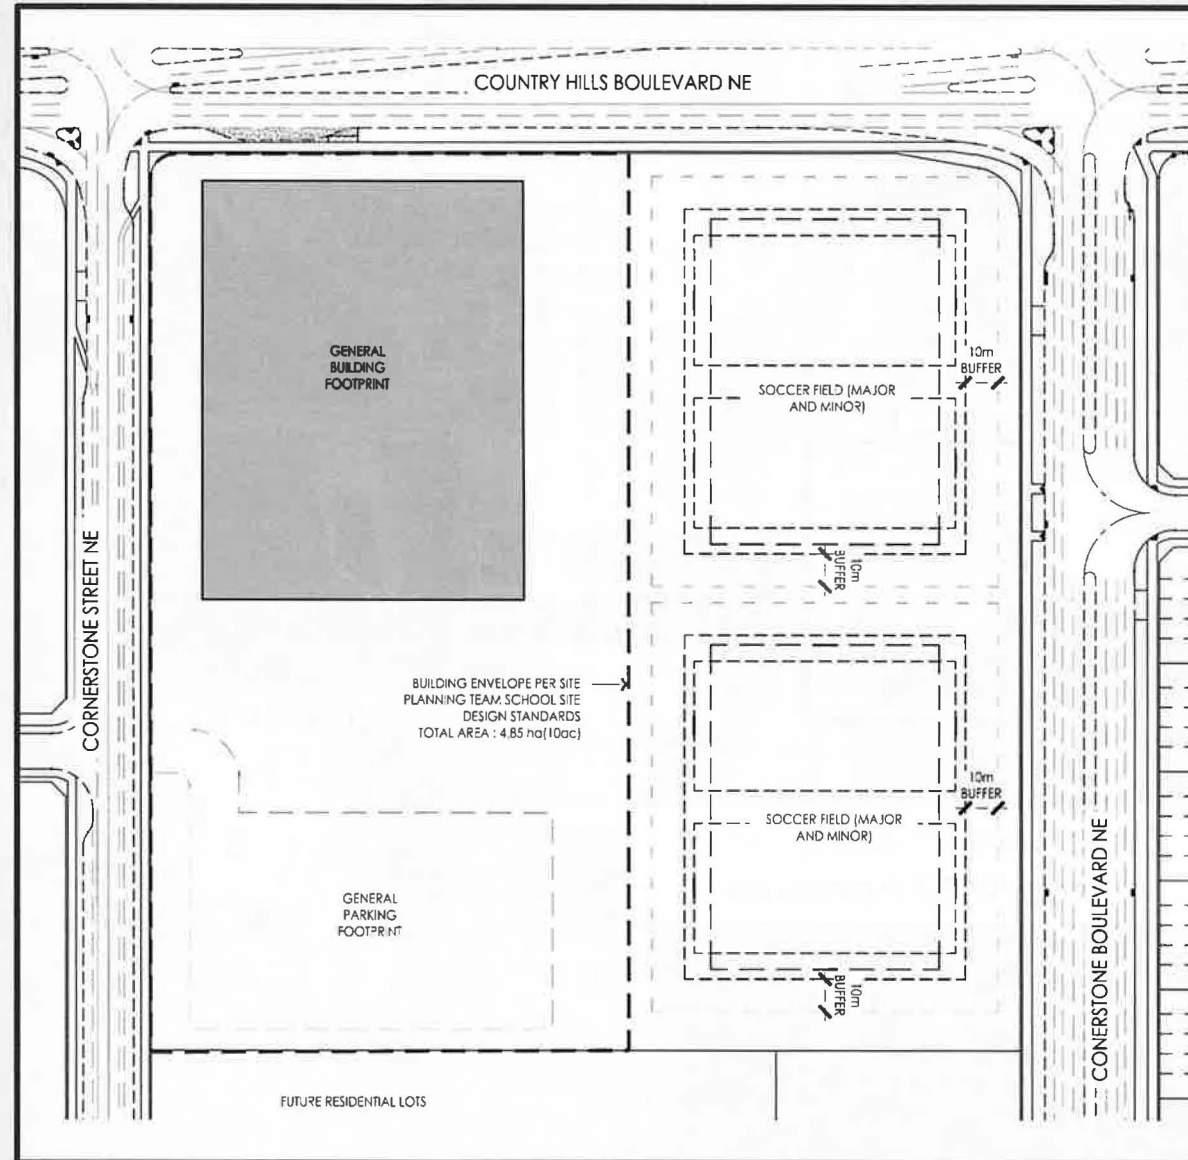 COUNTRY HILLS BOULEVARD NE
GENERAL
BUILDING
FOOTPRINT
10m
BUFFER
SOCCER FIELD (MAJOR
AND MINOR)
10m
BUFFER
CORNERSTONE STREET NE
BUILDING ENVELOPE PER SITE
PLANNING TEAM SCHOOL SITE
DESIGN STANDARDS
TOTAL AREA : 4.85 ha(10ac)
10m
BUFFER
SOCCER FIELD (MAJOR
AND MINOR)
GENERAL
PARKING
FOOTPRINT
10m
BUFFER
CONERSTONE BOULEVARD NE
FUTURE RESIDENTIAL LOTS